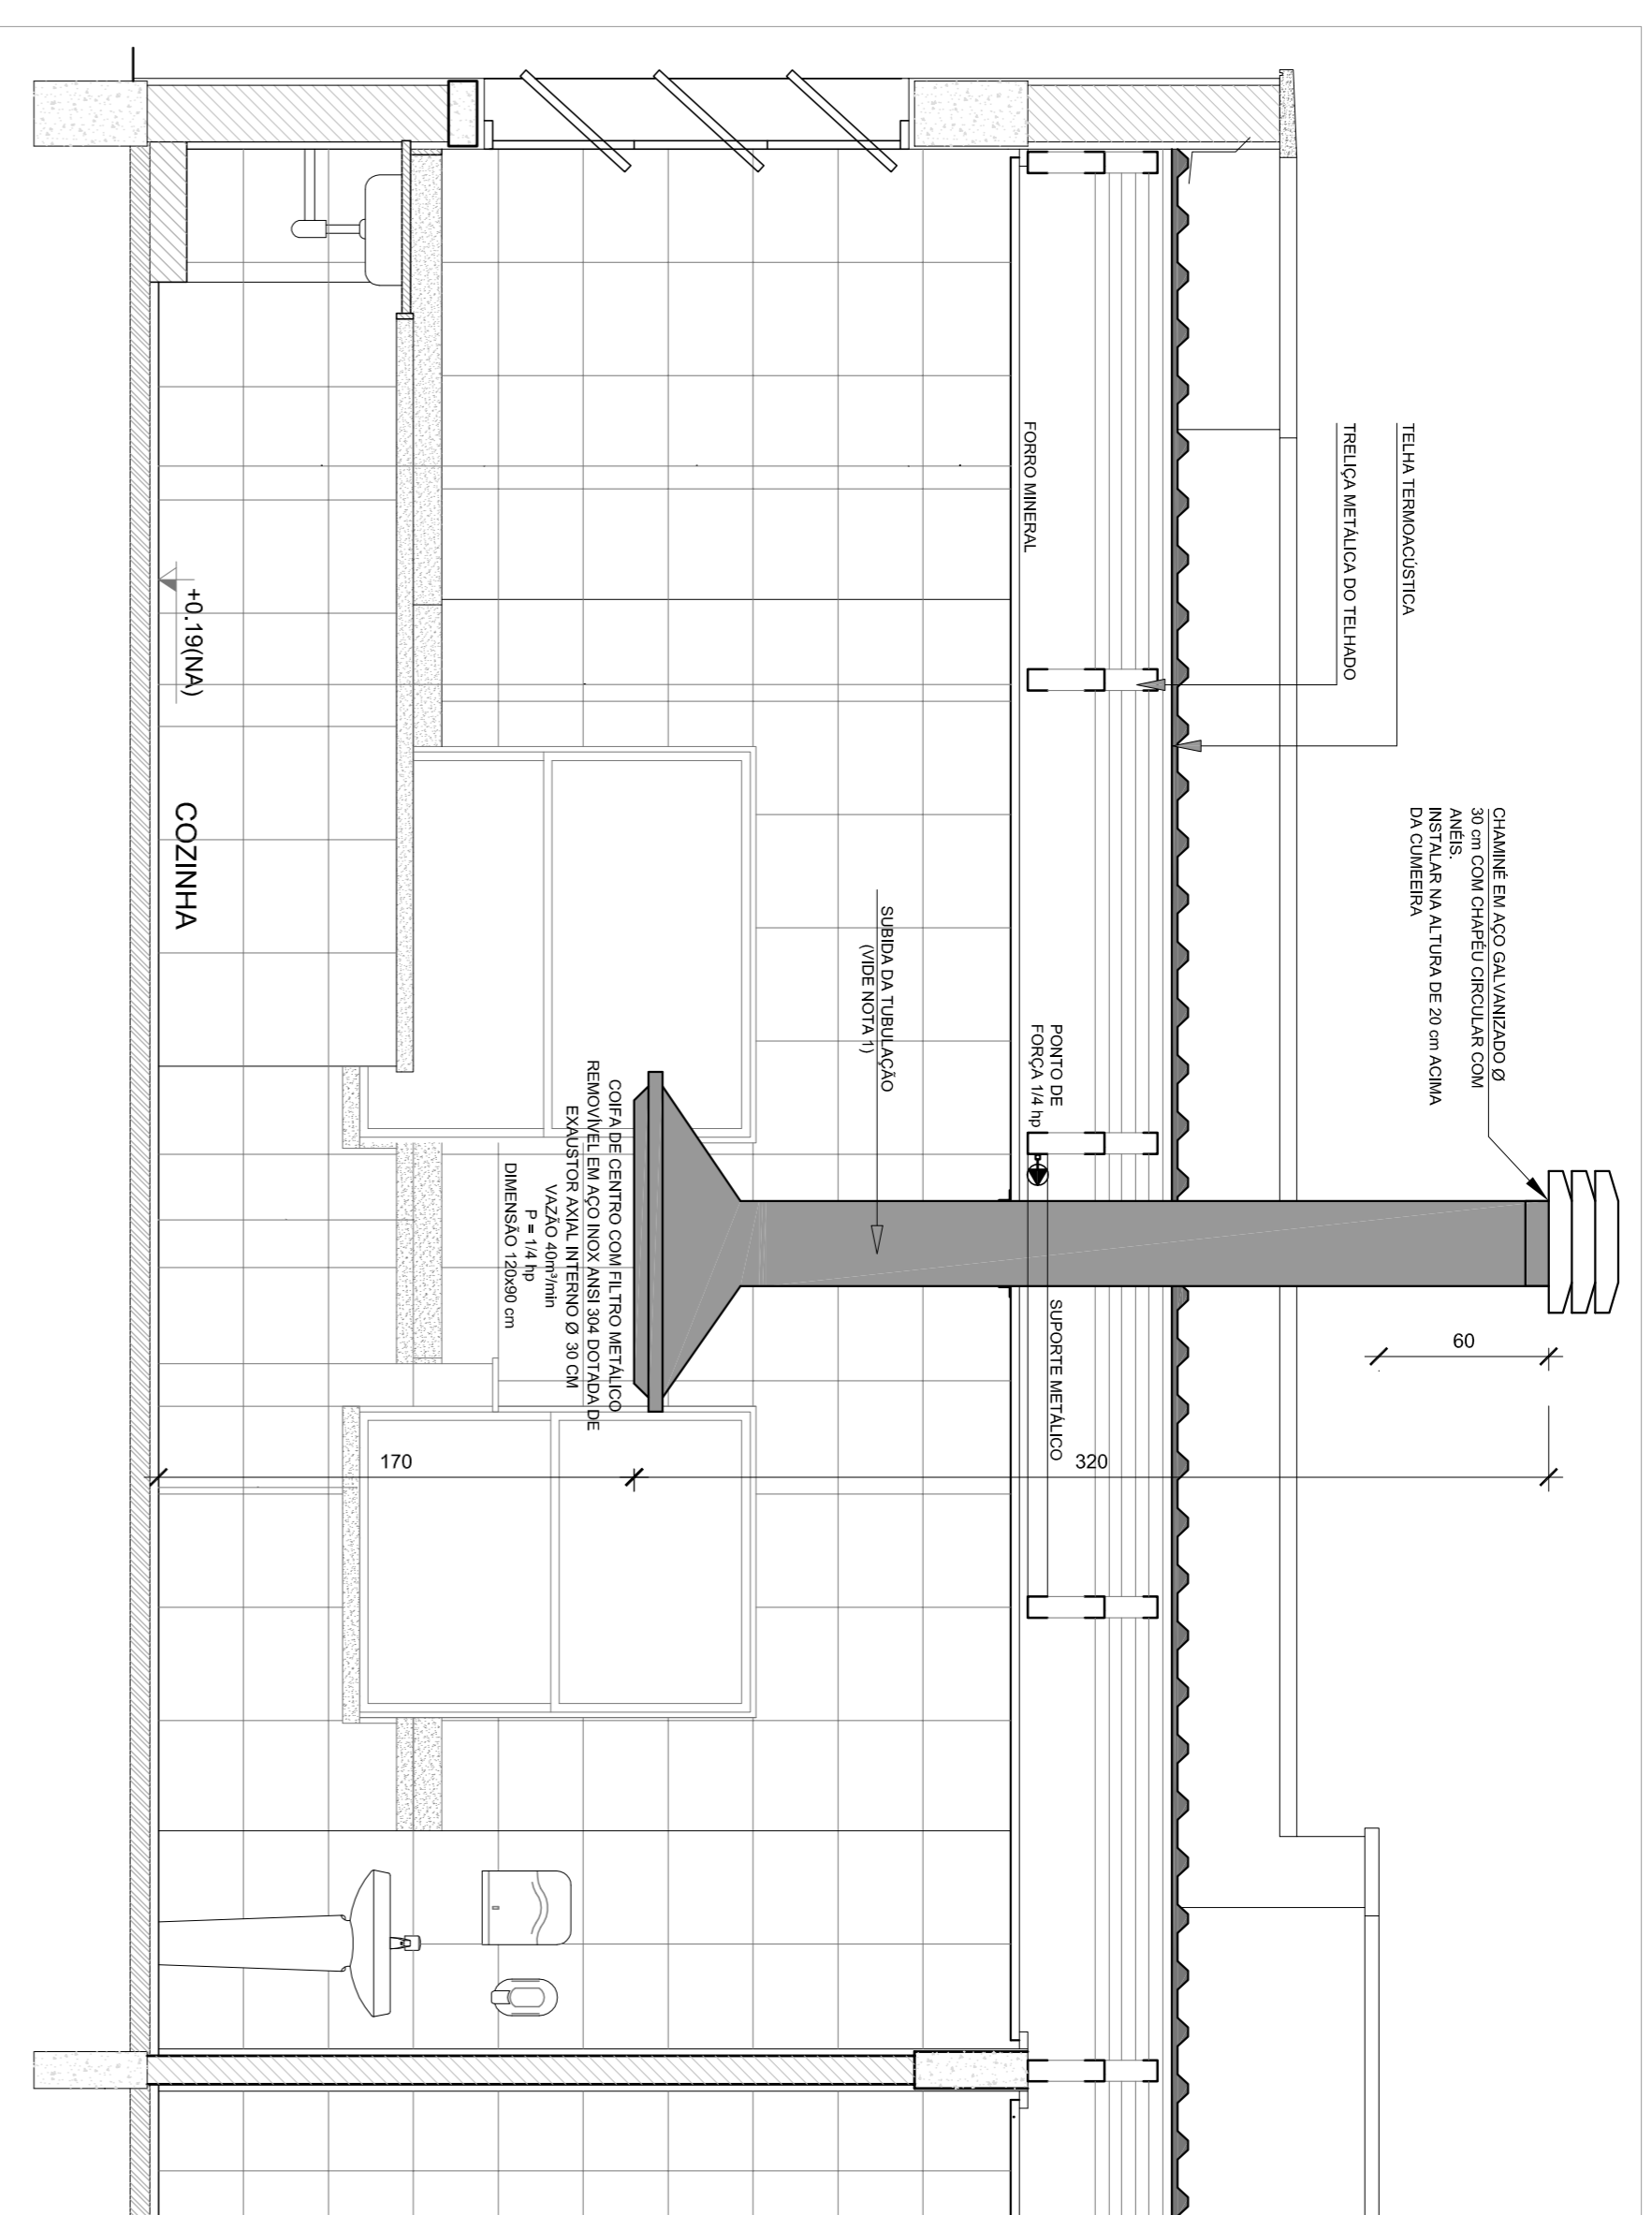 CHAMINÉ EM AÇO GALVANIZADO Ø
30 cm COM CHAPÉU CIRCULAR COM
ANÉIS.
INSTALAR NA ALTURA DE 20 cm ACIMA
DA CUMEEIRA
TELHA TERMOACÚSTICA
TRELIÇA METÁLICA DO TELHADO
60
320
FORRO MINERAL
PONTO DE
FORÇA 1/4 hp
SUPORTE METÁLICO
SUBIDA DA TUBULAÇÃO
(VIDE NOTA 1)
COIFA DE CENTRO COM FILTRO METÁLICO
REMOVÍVEL EM AÇO INOX ANSI 304 DOTADA DE
EXAUSTOR AXIAL INTERNO Ø 30 CM
VAZÃO 40m³/min
P = 1/4 hp
DIMENSÃO 120x90 cm
170
+0.19(NA)
COZINHA